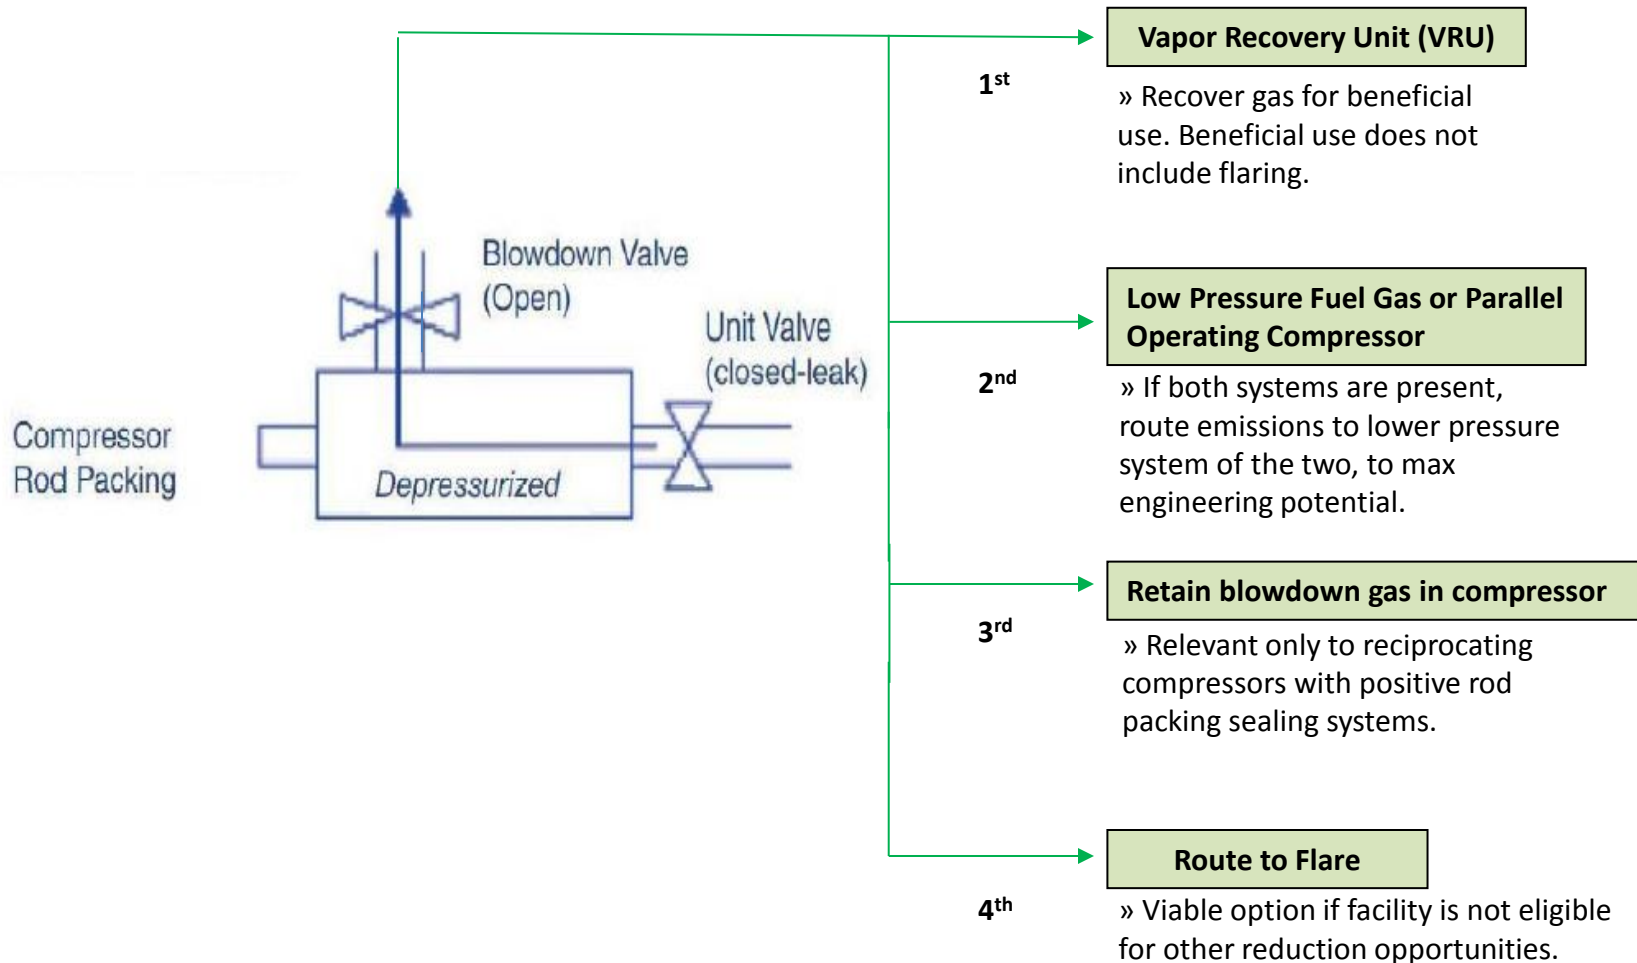 Vapor Recovery Unit (VRU)
1st
» Recover gas for beneficial
use. Beneficial use does not
include flaring.
Blowdown Valve
(Open)
Unit Valve
(closed-leak)
Compressor
Rod Packing
Depressurized
Low Pressure Fuel Gas or Parallel
Operating Compressor
2nd
» If both systems are present,
route emissions to lower pressure
system of the two, to max
engineering potential.
Retain blowdown gas in compressor
3rd
» Relevant only to reciprocating
compressors with positive rod
packing sealing systems.
Route to Flare
4th
» Viable option if facility is not eligible
for other reduction opportunities.